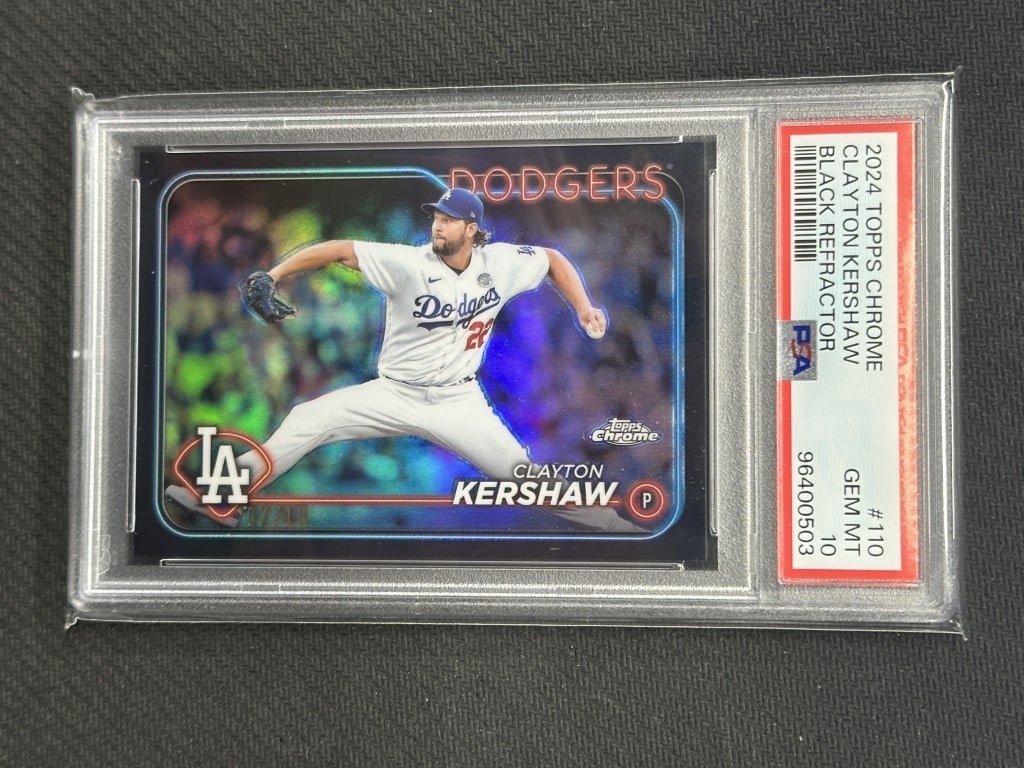 DODGERS
Dodgers
22
LA
Topps
Chrome
CLAYTON
KERSHAW
P
2024 TOPPS CHROME
CLAYTON KERSHAW
BLACK REFRACTOR
#110
GEM MT
10
96400503
PSA